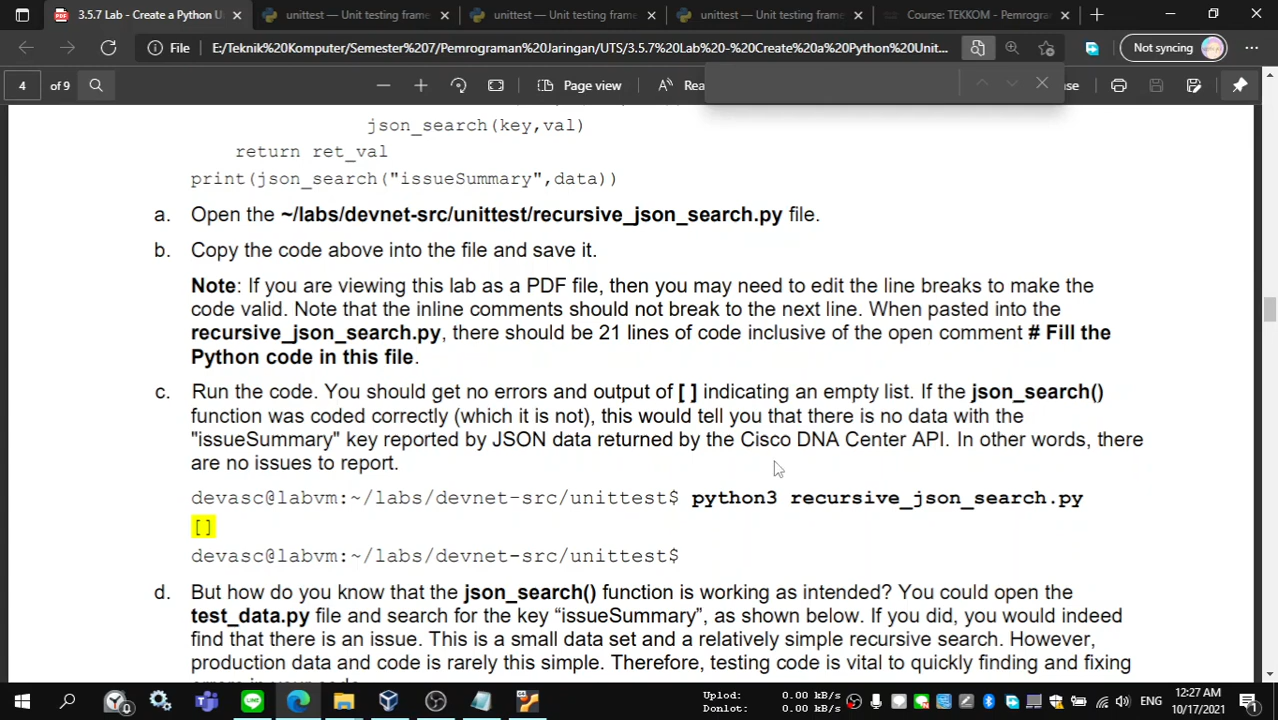 3.5.7 Lab - Create a Python U
unittest — Unit testing frame
unittest — Unit testing frame
unittest — Unit testing frame
Course: TEKKOM - Pemrogra
File
E:/Teknik%20Komputer/Semester%207/Pemrograman%20Jaringan/UTS/3.5.7%20Lab%20-%20Create%20a%20Python%20Unit...
Not syncing
4 of 9
Page view
Rea
se
json_search(key,val)
return ret_val
print(json_search("issueSummary",data))
a. Open the ~/labs/devnet-src/unittest/recursive_json_search.py file.
b. Copy the code above into the file and save it.
Note: If you are viewing this lab as a PDF file, then you may need to edit the line breaks to make the
code valid. Note that the inline comments should not break to the next line. When pasted into the
recursive_json_search.py, there should be 21 lines of code inclusive of the open comment # Fill the
Python code in this file.
c. Run the code. You should get no errors and output of [ ] indicating an empty list. If the json_search()
function was coded correctly (which it is not), this would tell you that there is no data with the
"issueSummary" key reported by JSON data returned by the Cisco DNA Center API. In other words, there
are no issues to report.
devasc@labvm:~/labs/devnet-src/unittest$ python3 recursive_json_search.py
[]
devasc@labvm:~/labs/devnet-src/unittest$
d. But how do you know that the json_search() function is working as intended? You could open the
test_data.py file and search for the key “issueSummary”, as shown below. If you did, you would indeed
find that there is an issue. This is a small data set and a relatively simple recursive search. However,
production data and code is rarely this simple. Therefore, testing code is vital to quickly finding and fixing
errors in your code.
Uplod: 0.00 kB/s
Donlot: 0.00 kB/s
ENG
12:27 AM
10/17/2021